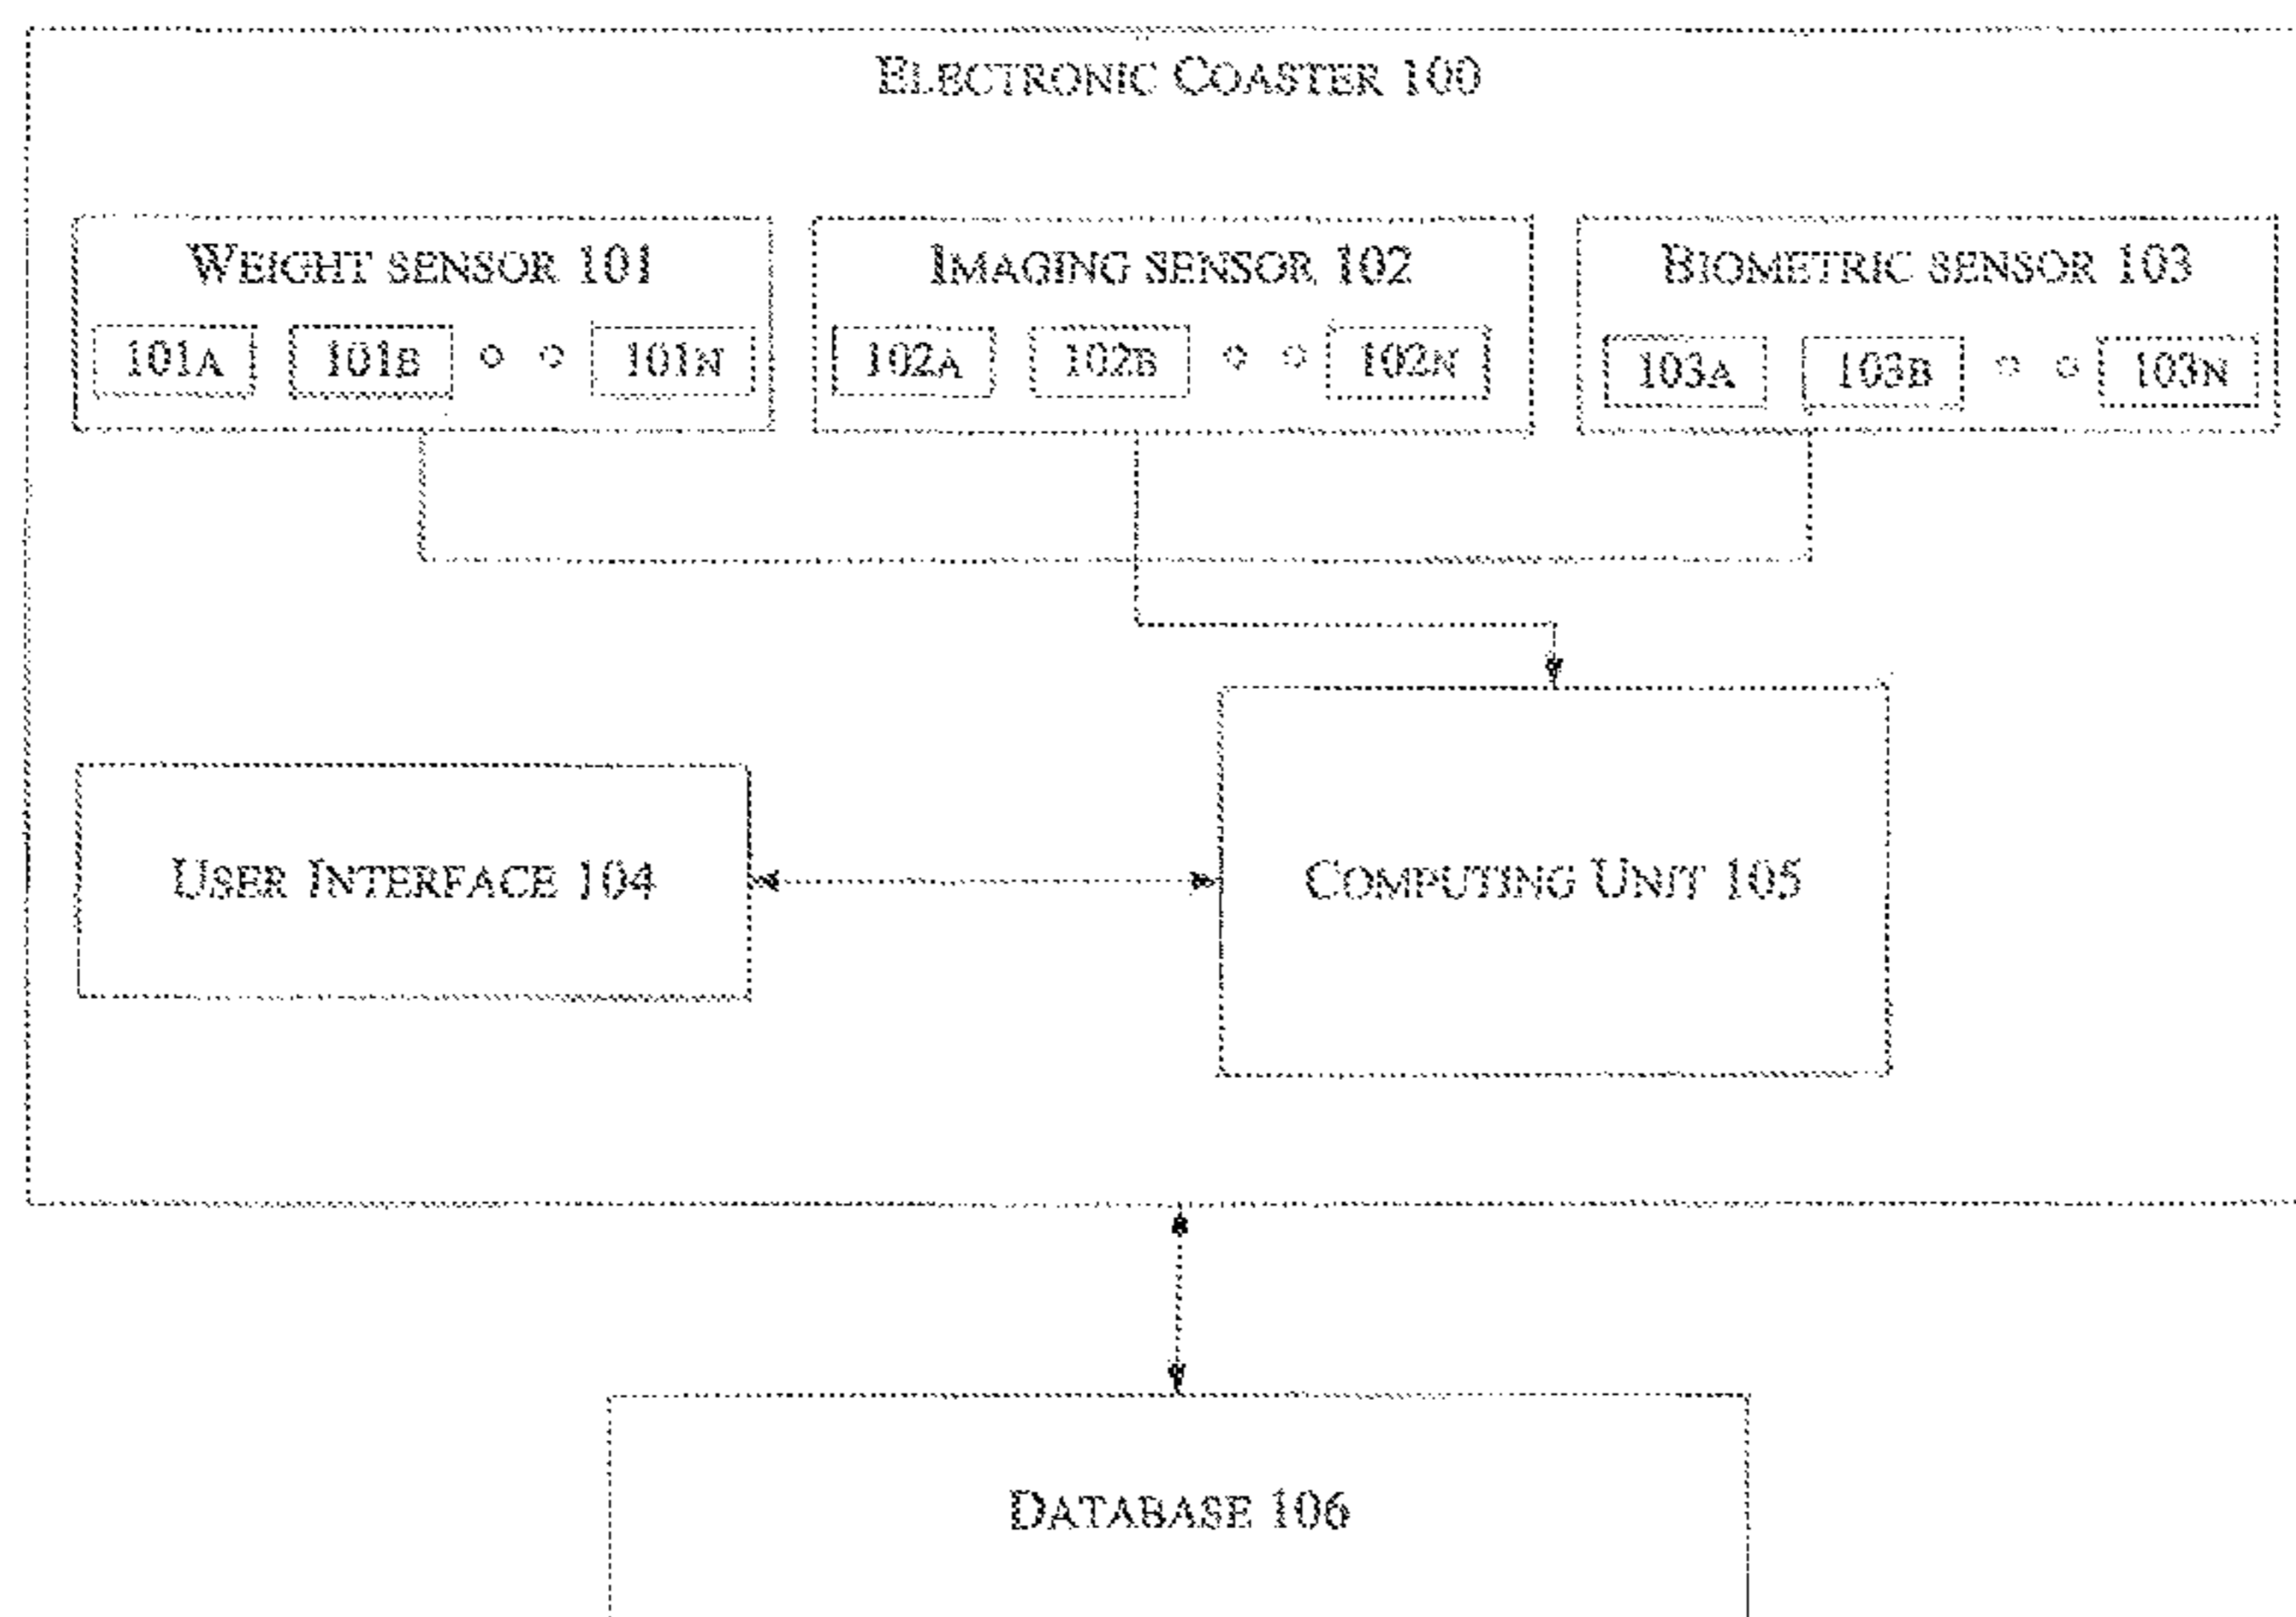 ELECTRONIC COASTER 100
WEIGHT SENSOR 101
101A 101B 101N
IMAGING SENSOR 102
102A 102B 102N
BIOMETRIC SENSOR 103
103A 103B 103N
USER INTERFACE 104
COMPUTING UNIT 105
DATABASE 106